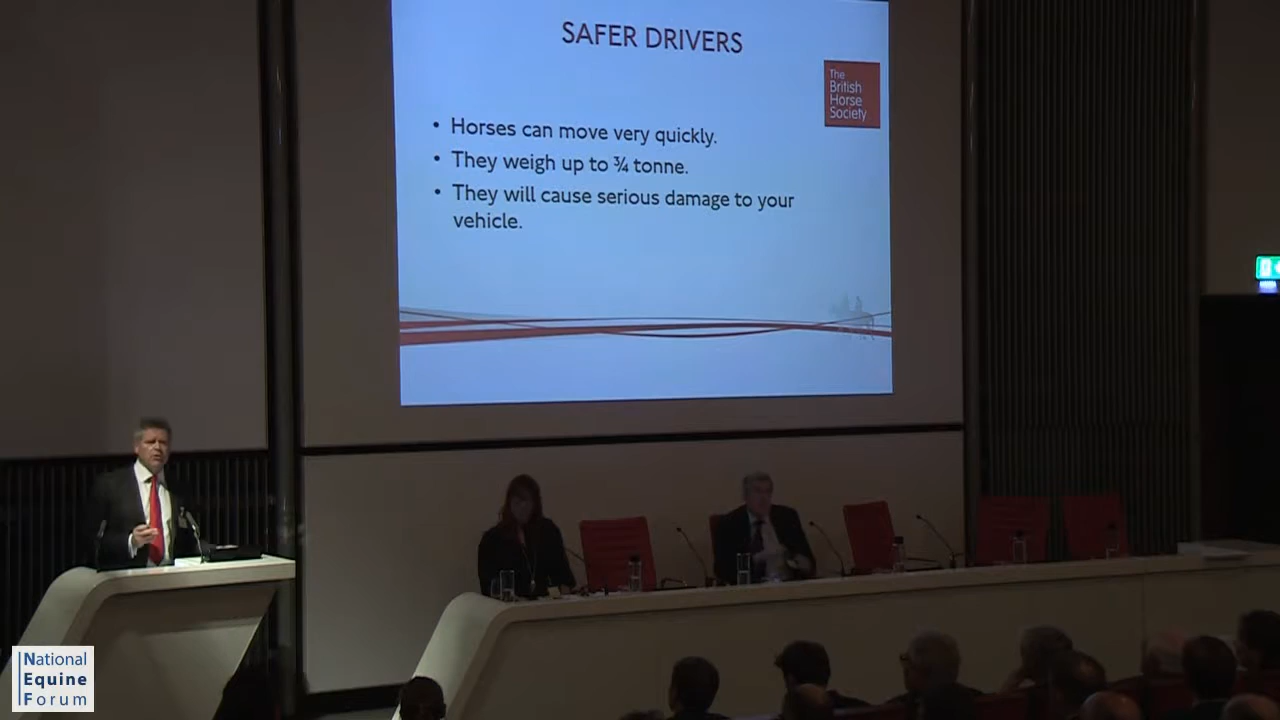 SAFER DRIVERS
The
British
Horse
Society
• Horses can move very quickly.
• They weigh up to ¾ tonne.
• They will cause serious damage to your
vehicle.
National
Equine
Forum